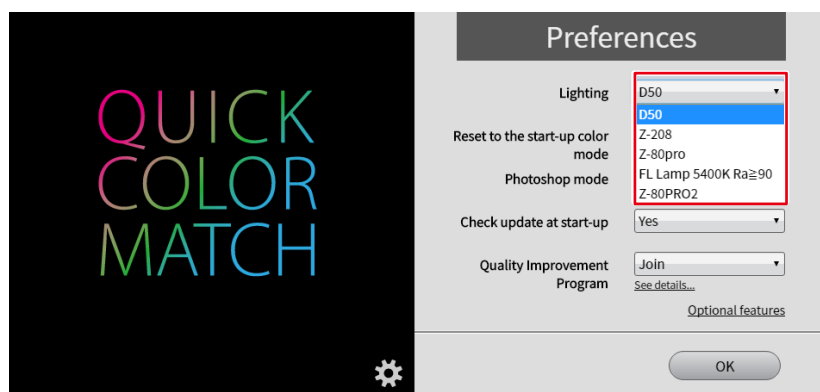 QUICK
COLOR
MATCH
Preferences
Lighting
D50
D50
Z-208
Z-80pro
FL Lamp 5400K Ra≧90
Z-80PRO2
Reset to the start-up color
mode
Photoshop mode
Check update at start-up
Yes
Quality Improvement
Program
Join
See details...
Optional features
OK